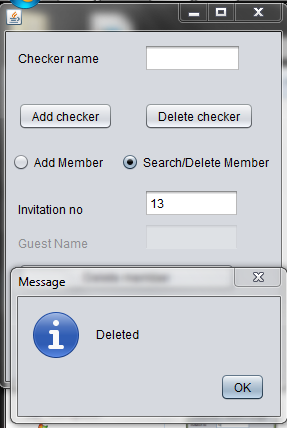 Checker name
Add checker Delete checker
Add Member Search/Delete Member
Invitation no 13
Guest Name
Delete member
Message
Deleted
OK